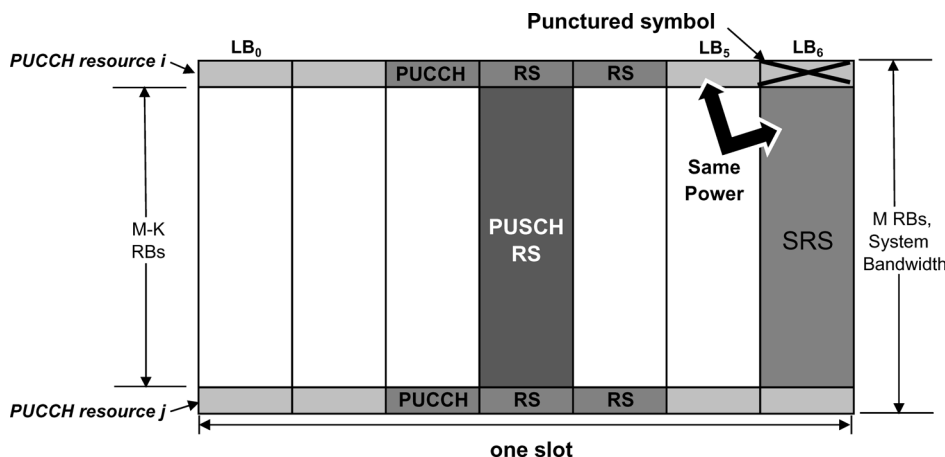 Punctured symbol
PUCCH resource i
LB0
LB5
LB6
PUCCH RS RS
Same
Power
M-K
RBs
PUSCH
RS
SRS
M RBs,
System
Bandwidth
PUCCH RS RS
PUCCH resource j
one slot